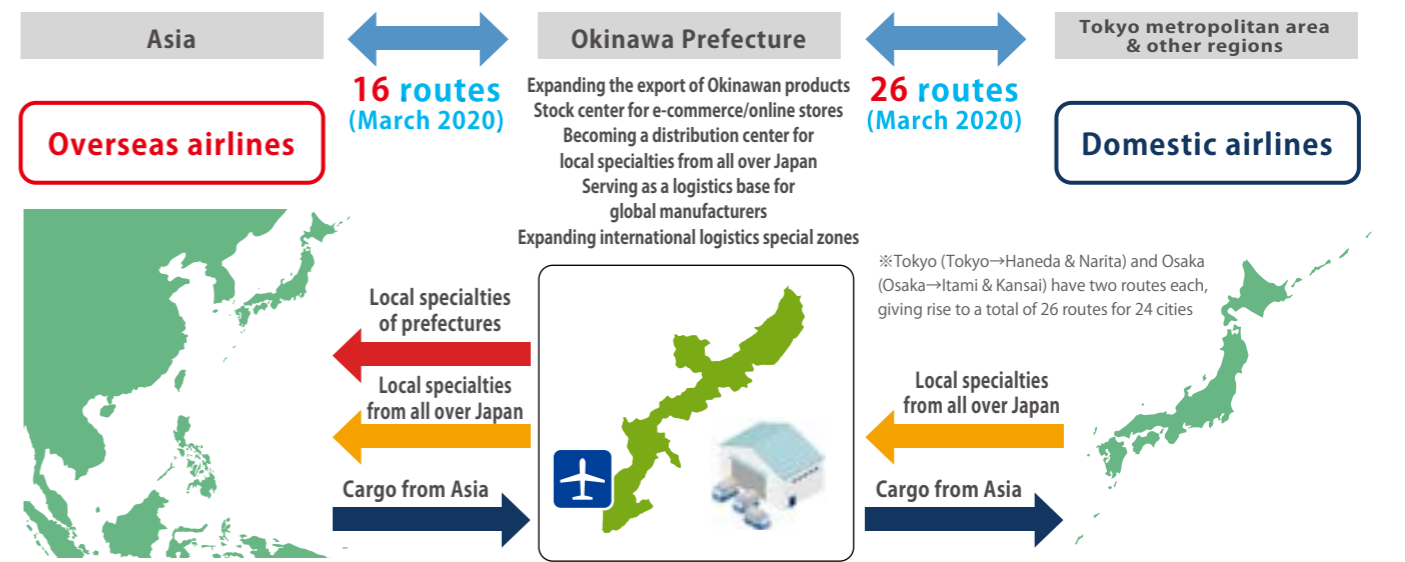 Asia
Okinawa Prefecture
Tokyo metropolitan area
& other regions
16 routes
(March 2020)
Expanding the export of Okinawan products
Stock center for e-commerce/online stores
Becoming a distribution center for
local specialties from all over Japan
Serving as a logistics base for
global manufacturers
Expanding international logistics special zones
26 routes
(March 2020)
Overseas airlines
Domestic airlines
※Tokyo (Tokyo→Haneda & Narita) and Osaka
(Osaka→Itami & Kansai) have two routes each,
giving rise to a total of 26 routes for 24 cities
Local specialties
of prefectures
Local specialties
from all over Japan
Cargo from Asia
Local specialties
from all over Japan
Cargo from Asia